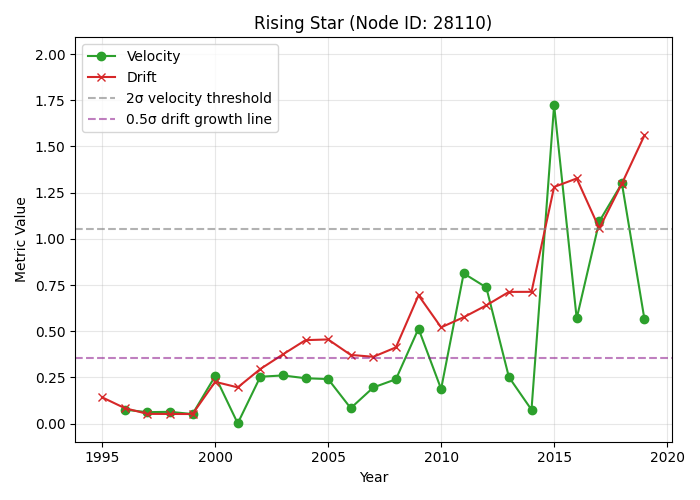 Rising Star (Node ID: 28110)
Velocity
Drift
2σ velocity threshold
0.5σ drift growth line
Metric Value
2.00
1.75
1.50
1.25
1.00
0.75
0.50
0.25
0.00
1995 2000 2005 2010 2015 2020
Year